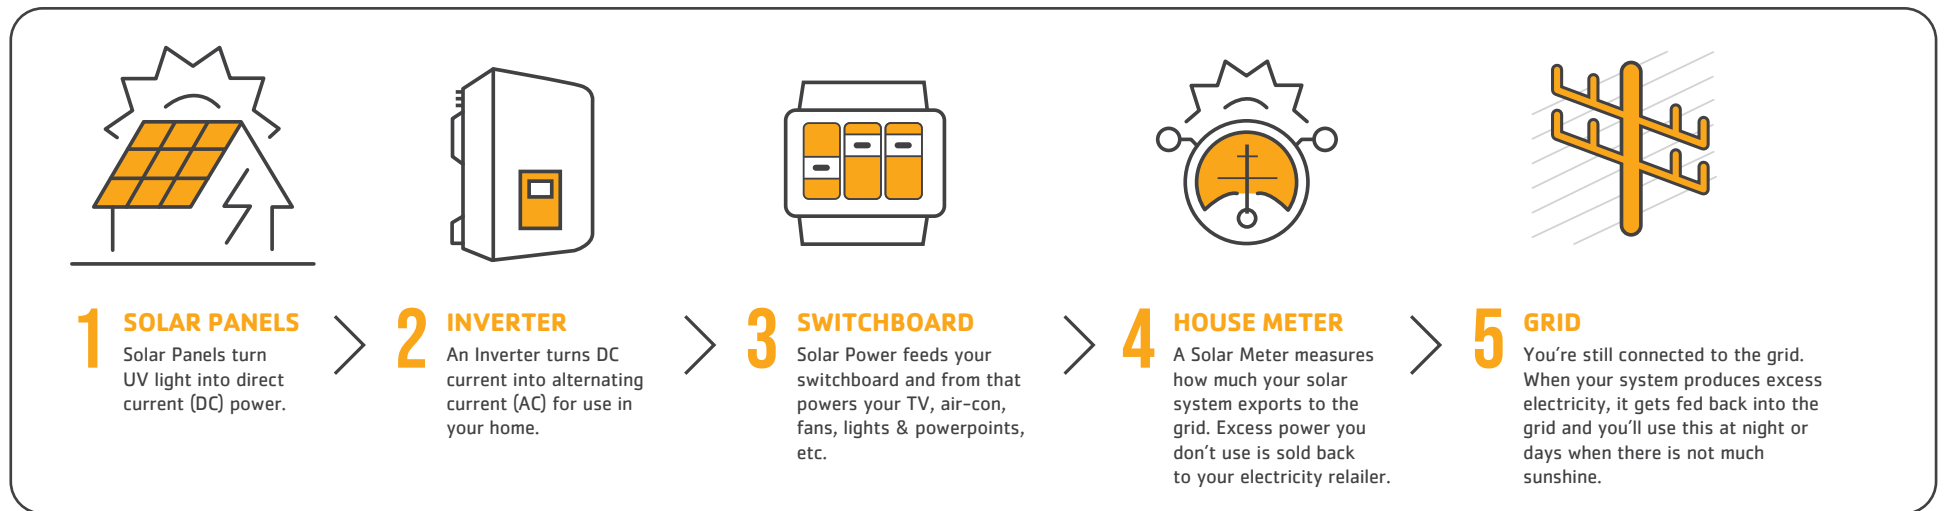 1
SOLAR PANELS
Solar Panels turn
UV light into direct
current (DC) power.
2
INVERTER
An Inverter turns DC
current into alternating
current (AC) for use in
your home.
3
SWITCHBOARD
Solar Power feeds your
switchboard and from that
powers your TV, air-con,
fans, lights & powerpoints,
etc.
4
HOUSE METER
A Solar Meter measures
how much your solar
system exports to the
grid. Excess power you
don't use is sold back
to your electricity relailer.
5
GRID
You're still connected to the grid.
When your system produces excess
electricity, it gets fed back into the
grid and you'll use this at night or
days when there is not much
sunshine.